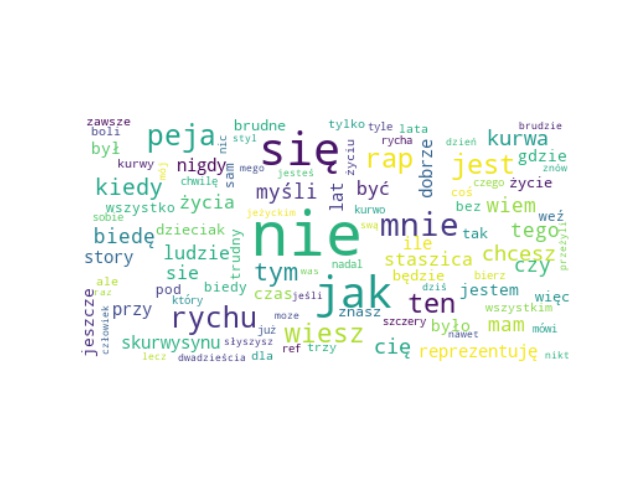 zawsze
boli
był
peja
nic
brudne
styl
się
tylko
tyle
lata
rycha
brudzie
dzień
kurwa
kurwy
mój
nigdy
sam
mego
życiu
rap
dobrze
jest
gdzie
znów
kiedy
chwilę
jesteś
myśli
lat
być
coś
czego
życie
wszystko
życia
jeżyckim
kurwo
bez
wiem
weź
sobie
nie
swą
mnie
tak
tego
przeżyli
biedę
dzieciak
trudny
ile
story
ludzie
nadal
staszica
chcesz
sie
tym
was
będzie
bierz
czy
ale
raz
biedy
jak
dziś
jestem
pod
czas
jeśli
ten
więc
jeszcze
człowiek
przy
który
rychu
moze
znasz
wszystkim
już
wiesz
szczery
było
nawet
mam
mówi
skurwysynu
słyszysz
ref
trzy
cię
reprezentuję
nikt
lecz
dwadzieścia
dla